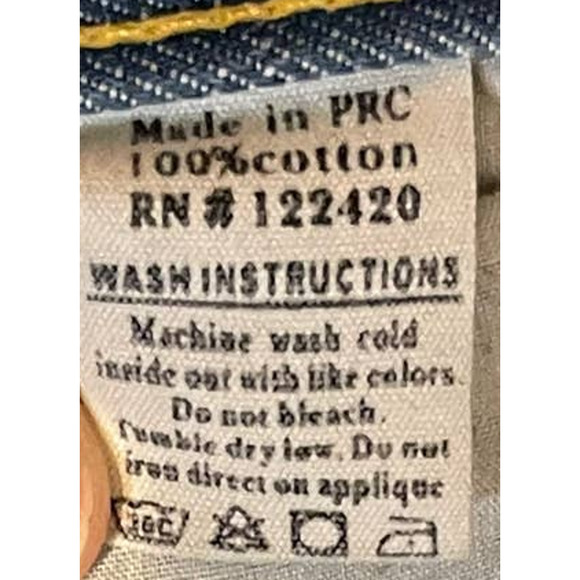 Made in PRC
100%cotton
RN # 122420
WASH INSTRUCTIONS
Machine wash cold
inside out with like colors.
Do not bleach.
Tumble dry low. Do not
iron direct on applique
30C